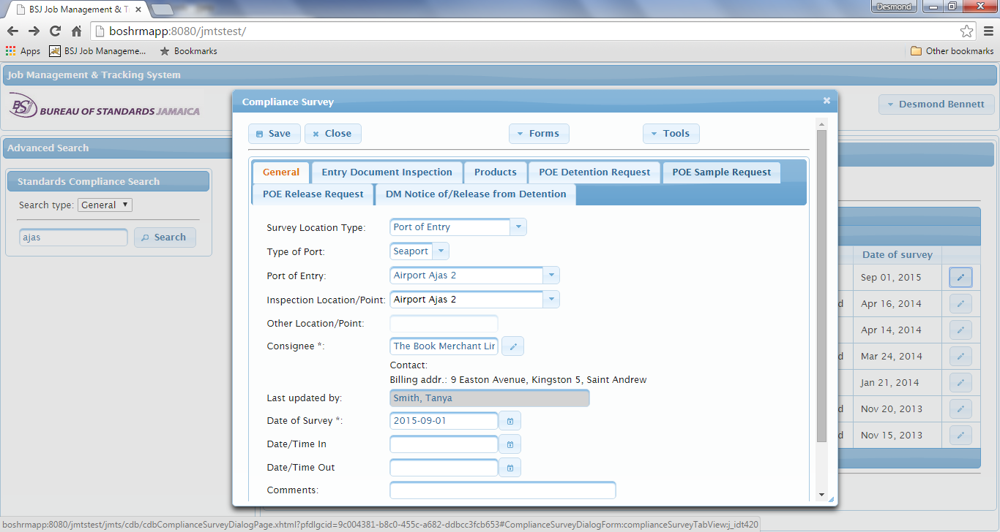 BSJ Job Management & T
Desmond
boshrmapp:8080/jmtstest/
Apps BSJ Job Manageme... Bookmarks Other bookmarks
Job Management & Tracking System
BSJ BUREAU OF STANDARDS JAMAICA
Desmond Bennett
Advanced Search
Standards Compliance Search
Search type: General
ajas Search
Compliance Survey
Save Close Forms Tools
General Entry Document Inspection Products POE Detention Request POE Sample Request
POE Release Request DM Notice of/Release from Detention
Survey Location Type: Port of Entry
Type of Port: Seaport
Port of Entry: Airport Ajas 2
Inspection Location/Point: Airport Ajas 2
Other Location/Point:
Consignee *: The Book Merchant Lir
Contact:
Billing addr.: 9 Easton Avenue, Kingston 5, Saint Andrew
Last updated by: Smith, Tanya
Date of Survey *: 2015-09-01
Date/Time In
Date/Time Out
Comments:
Date of survey
Sep 01, 2015
d Apr 16, 2014
Apr 14, 2014
d Mar 24, 2014
Jan 21, 2014
d Nov 20, 2013
d Nov 15, 2013
boshrmapp:8080/jmtstest/jmts/cdb/cdbComplianceSurveyDialogPage.xhtml?pfdlgcid=9c004381-b8c0-455c-a682-ddbcc3fcb653#ComplianceSurveyDialogForm:complianceSurveyTabView:j_idt420